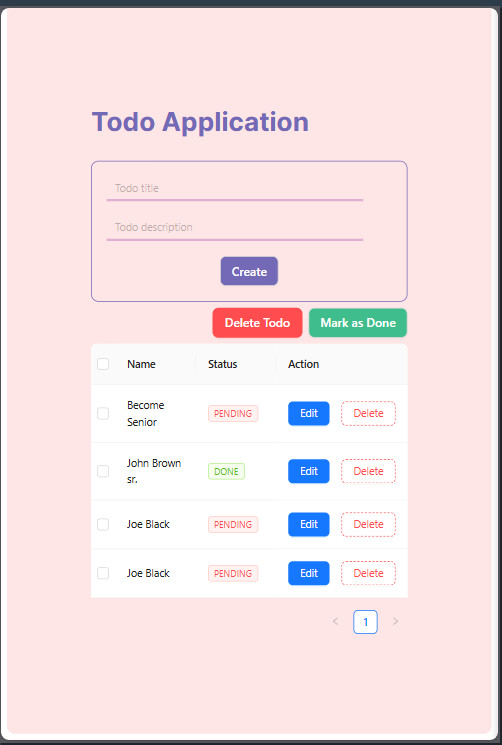 Todo Application
Todo title
Todo description
Create
Delete Todo Mark as Done
Name Status Action
Become
Senior
PENDING Edit Delete
John Brown
sr.
DONE Edit Delete
Joe Black PENDING Edit Delete
Joe Black PENDING Edit Delete
< 1 >